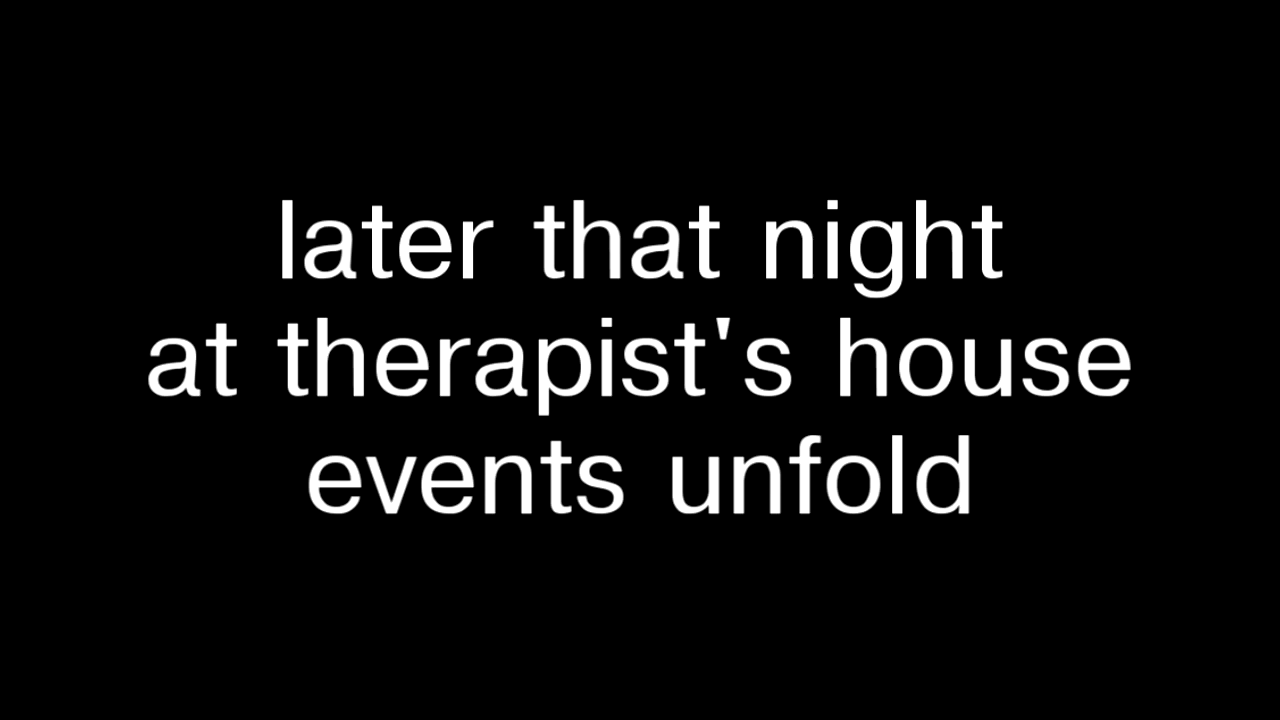 later that night
at therapist's house
events unfold